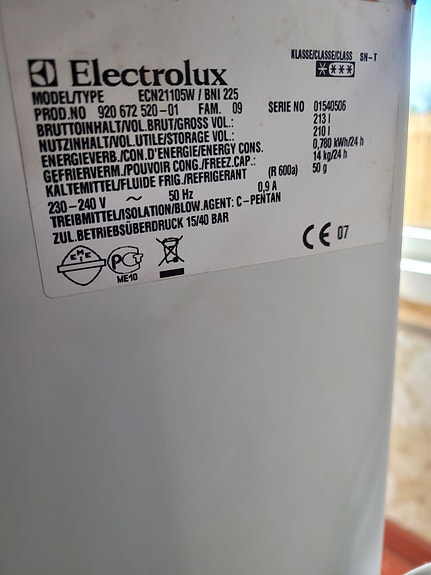 Electrolux
KLASSE/CLASSE/CLASS SN-T
MODEL/TYPE ECN21105W / BNI 225
PROD.NO 920 672 520-01 FAM. 09 SERIE NO 01540506
BRUTTOINHALT/VOL.BRUT/GROSS VOL.: 213 l
NUTZINHALT/VOL.UTILE/STORAGE VOL.: 210 l
ENERGIEVERB./CON.D'ENERGIE/ENERGY CONS. 0,780 kWh/24 h
GEFRIERVERM./POUVOIR CONG./FREEZ.CAP.: 14 kg/24 h
KÄLTEMITTEL/FLUIDE FRIG./REFRIGERANT (R 600a) 50 g
230-240 V ~ 50 Hz 0,9 A
TREIBMITTEL/ISOLATION/BLOW.AGENT: C-PENTAN
ZUL.BETRIEBSÜBERDRUCK 15/40 BAR
CE 07
ME10